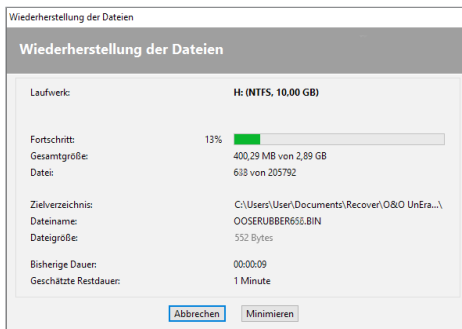 Wiederherstellung der Dateien
Wiederherstellung der Dateien
Laufwerk: H: (NTFS, 10,00 GB)
Fortschritt: 13%
Gesamtgröße: 400,29 MB von 2,89 GB
Datei: 638 von 205792
Zielverzeichnis: C:\Users\User\Documents\Recover\O&O UnEra...\
Dateiname: OOSERUBBER658.BIN
Dateigröße: 552 Bytes
Bisherige Dauer: 00:00:09
Geschätzte Restdauer: 1 Minute
Abbrechen Minimieren